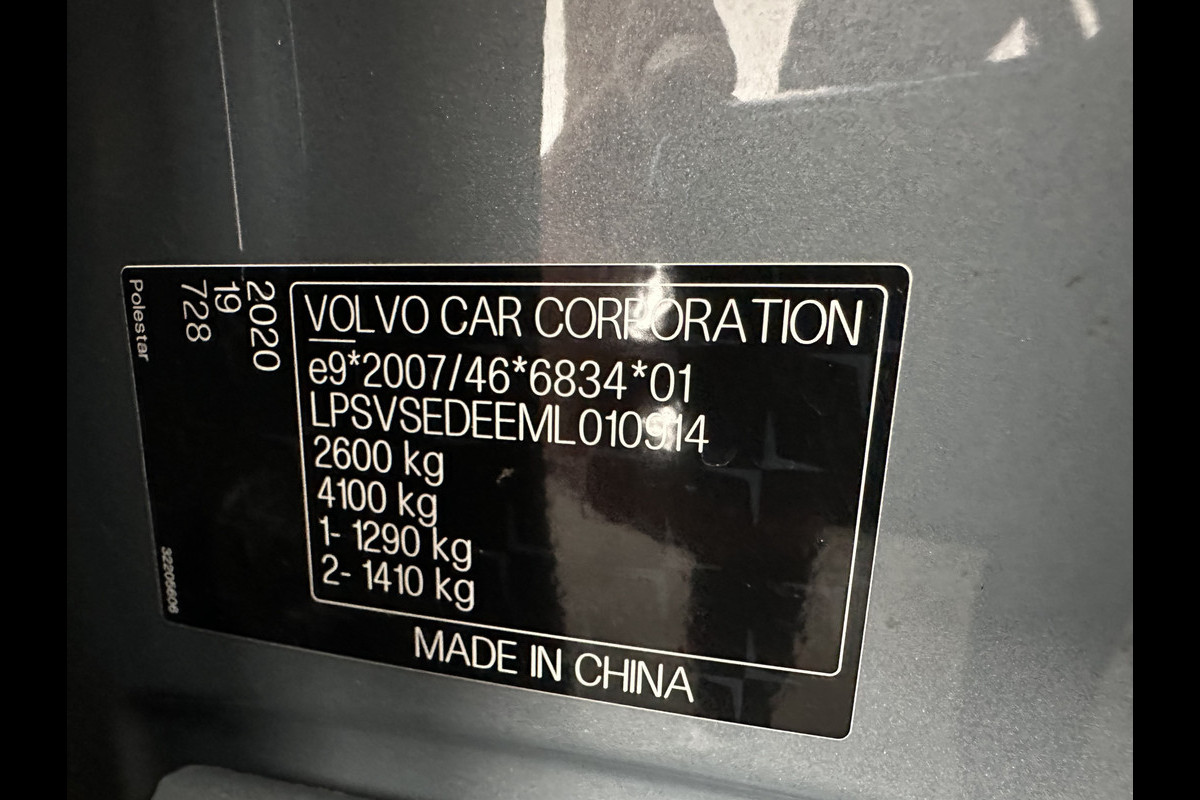 VOLVO CAR CORPORATION
e9*2007/46*6834*01
LPSVSEDEEML010914
2600 kg
4100 kg
1- 1290 kg
2- 1410 kg
MADE IN CHINA
2020
19
728
Polestar
32205606